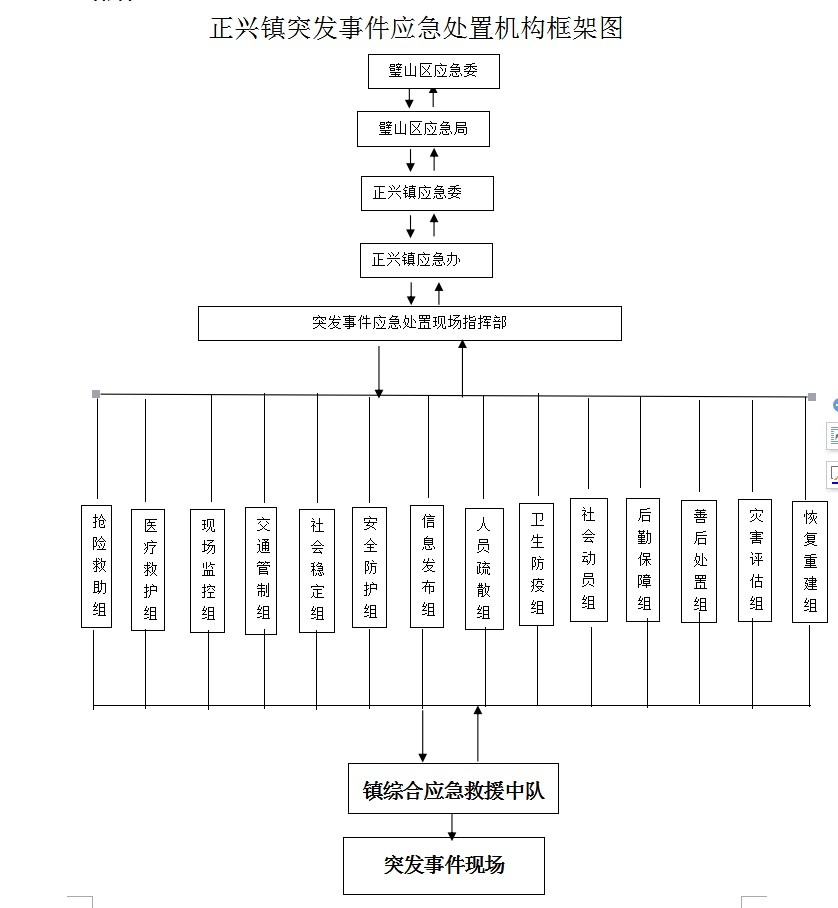 正兴镇突发事件应急处置机构框架图
璧山区应急委
璧山区应急局
正兴镇应急委
正兴镇应急办
突发事件应急处置现场指挥部
抢险救助组
医疗救护组
现场监控组
交通管制组
社会稳定组
安全防护组
信息发布组
人员疏散组
卫生防疫组
社会动员组
后勤保障组
善后处置组
灾害评估组
恢复重建组
镇综合应急救援中队
突发事件现场